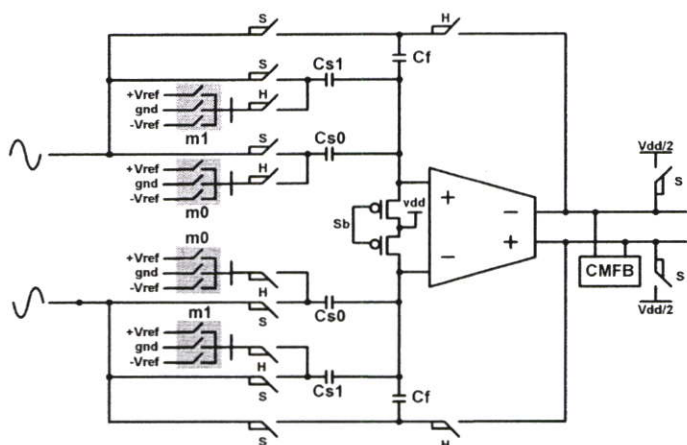 S H
Cf
S Cs1
+Vref
gnd H
-Vref
m1
S Cs0
+Vref
gnd H
-Vref
m0
Sb vdd
+
−
−
+
Vdd/2
S
CMFB
S
Vdd/2
m0
+Vref
gnd H
-Vref
S Cs0
m1
+Vref
gnd
-Vref H
S Cs1
Cf
S H